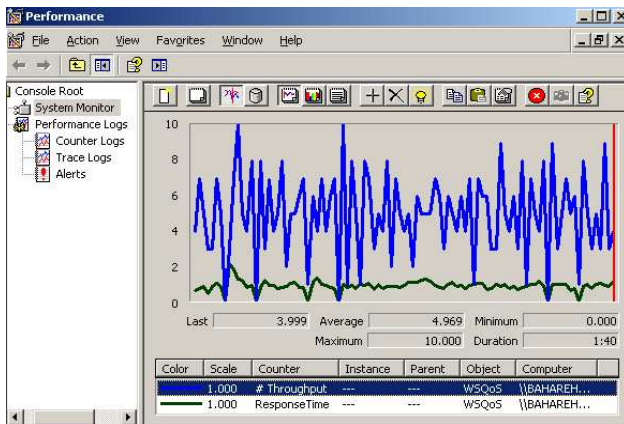 Performance
File Action View Favorites Window Help
Console Root
System Monitor
Performance Logs
Counter Logs
Trace Logs
Alerts
10
8
6
4
2
0
Last 3.999 Average 4.969 Minimum 0.000
Maximum 10.000 Duration 1:40
Color Scale Counter Instance Parent Object Computer
1.000 # Throughput --- --- WSQoS \\BAHAREH...
1.000 ResponseTime --- --- WSQoS \\BAHAREH...